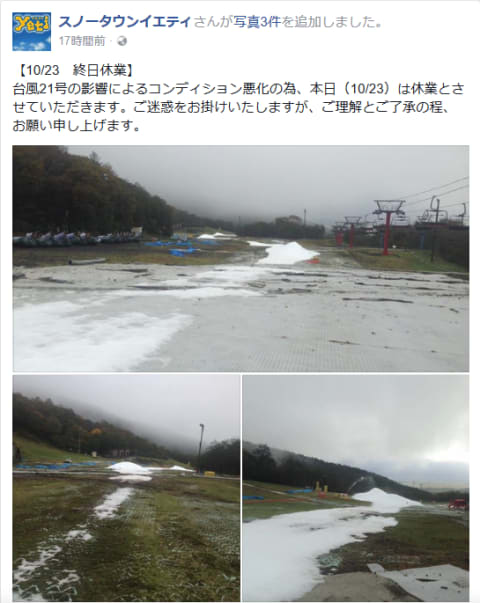 Yeti
スノータウンイエティさんが写真3件を追加しました。
17時間前 ·
【10/23　終日休業】
台風21号の影響によるコンディション悪化の為、本日（10/23）は休業とさ
せていただきます。ご迷惑をお掛けいたしますが、ご理解とご了承の程、
お願い申し上げます。